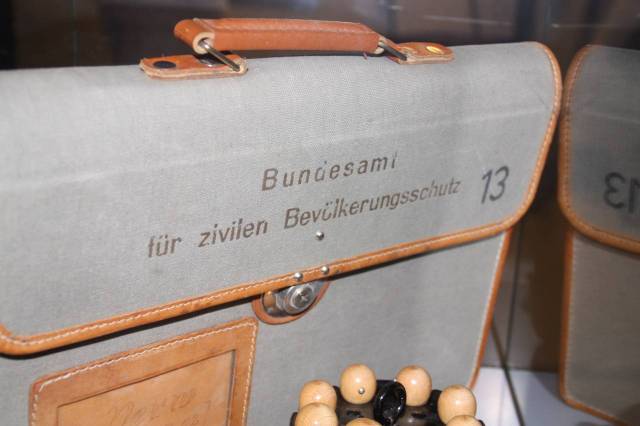 Bundesamt
für zivilen Bevölkerungsschutz 13